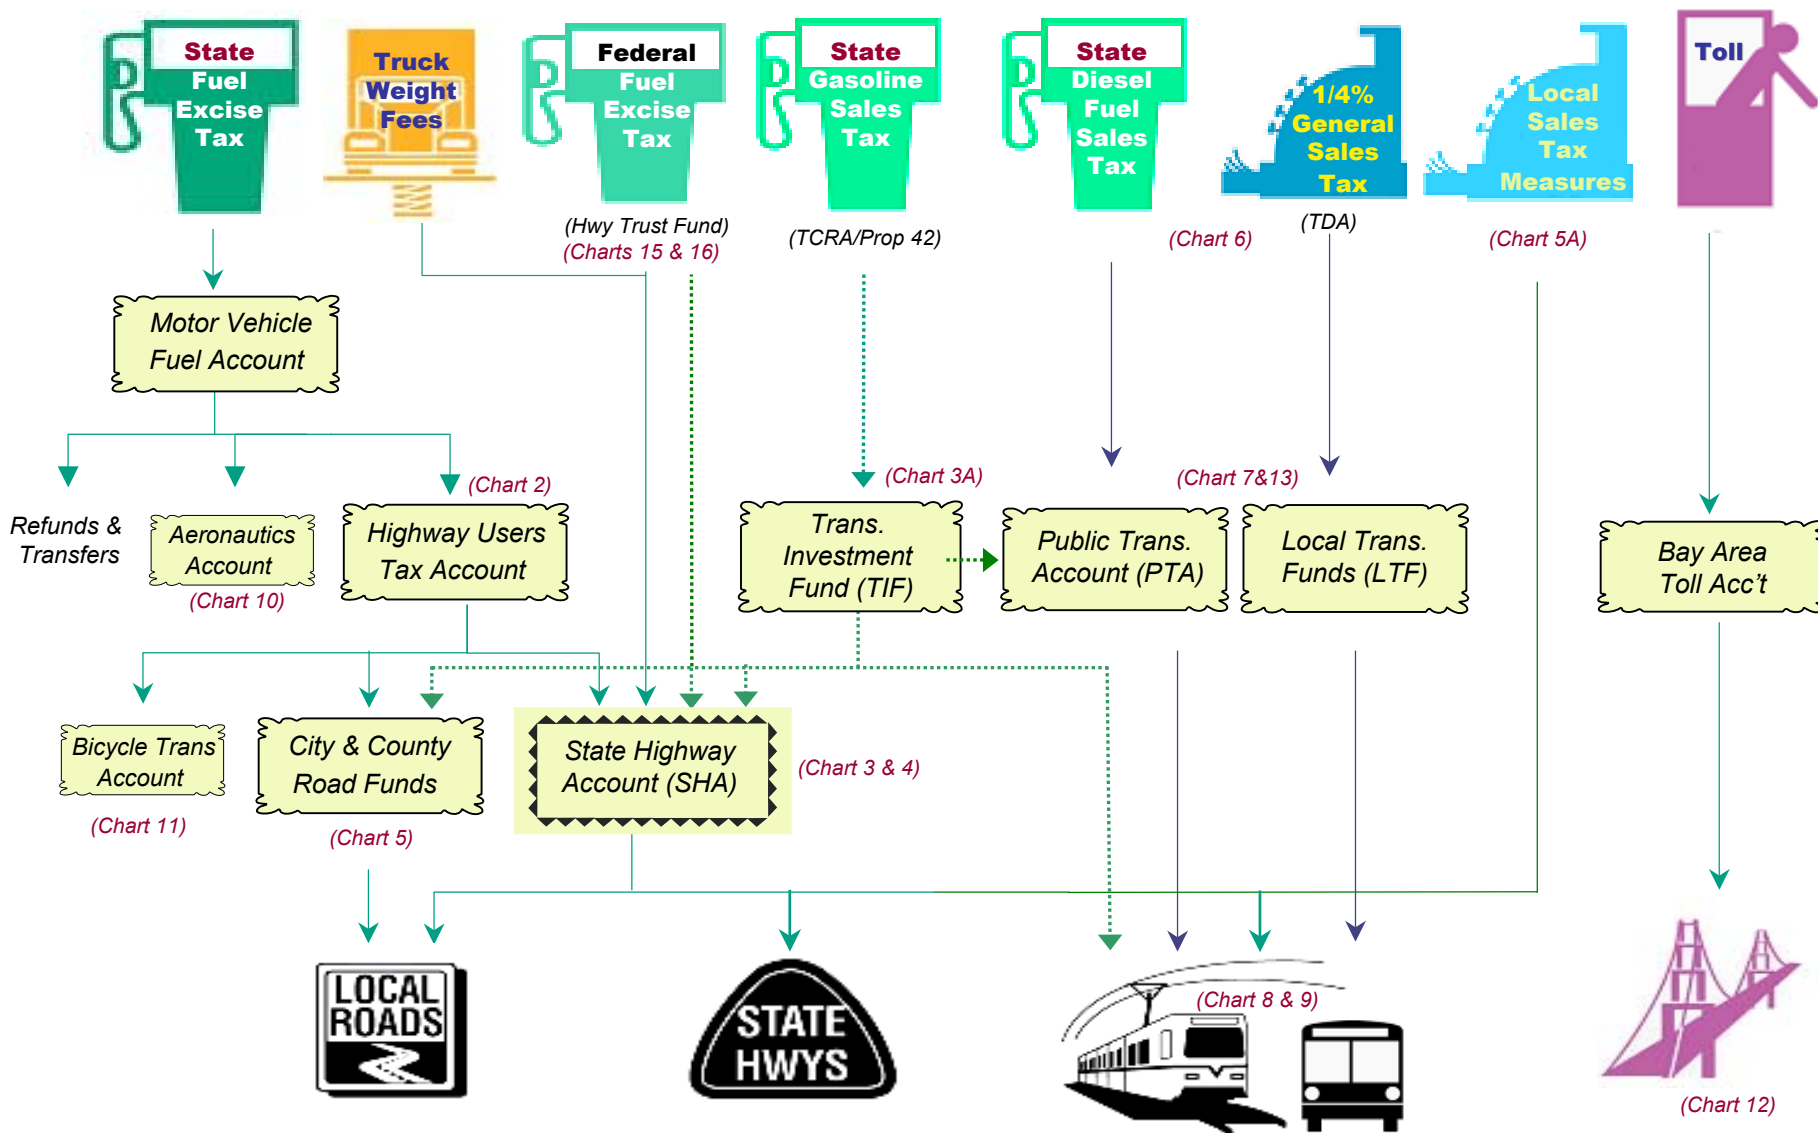 State
Fuel
Excise
Tax
Truck
Weight
Fees
Federal
Fuel
Excise
Tax
(Hwy Trust Fund)
(Charts 15 & 16)
State
Gasoline
Sales
Tax
(TCRA/Prop 42)
State
Diesel
Fuel
Sales
Tax
(Chart 6)
1/4%
General
Sales
Tax
(TDA)
Local
Sales
Tax
Measures
(Chart 5A)
Toll
Motor Vehicle
Fuel Account
Refunds &
Transfers
Aeronautics
Account
(Chart 10)
(Chart 2)
Highway Users
Tax Account
(Chart 3A)
Trans.
Investment
Fund (TIF)
(Chart 7&13)
Public Trans.
Account (PTA)
Local Trans.
Funds (LTF)
Bay Area
Toll Acc’t
Bicycle Trans
Account
(Chart 11)
City & County
Road Funds
(Chart 5)
State Highway
Account (SHA)
(Chart 3 & 4)
LOCAL
ROADS
STATE
HWYS
(Chart 8 & 9)
(Chart 12)